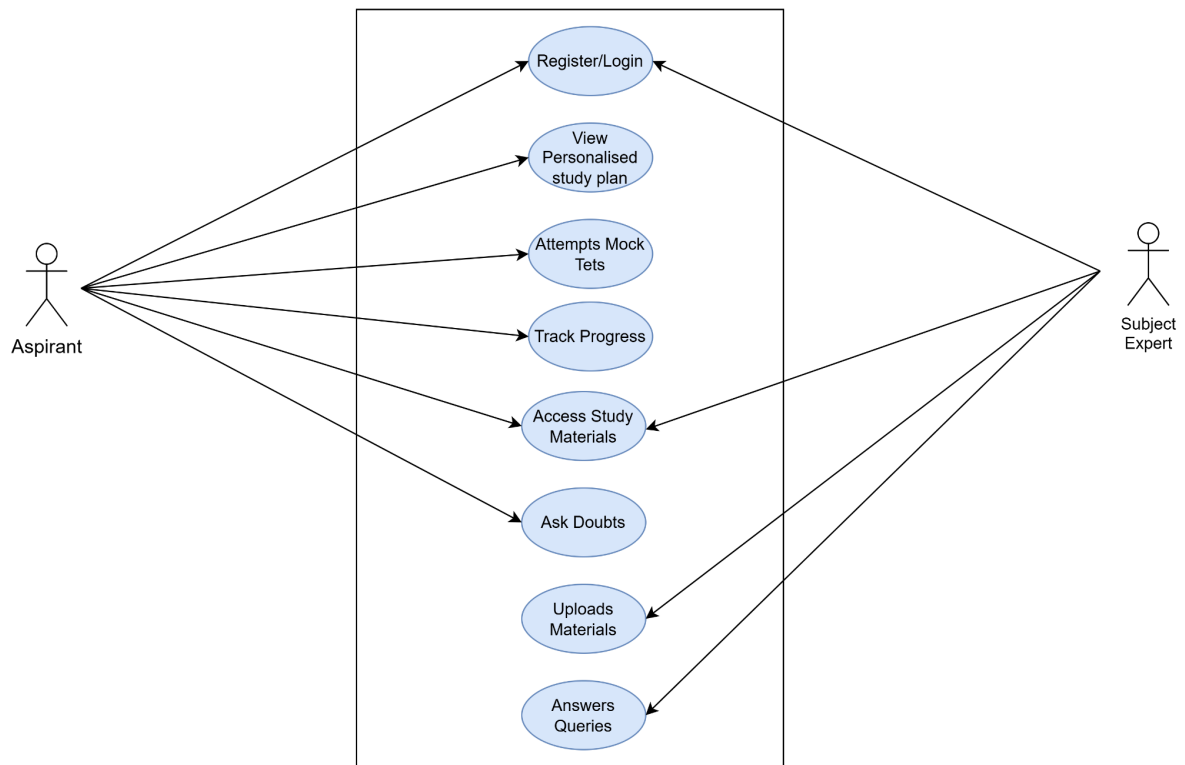 Register/Login
View
Personalised
study plan
Attempts Mock
Tets
Track Progress
Access Study
Materials
Ask Doubts
Uploads
Materials
Answers
Queries
Aspirant
Subject
Expert